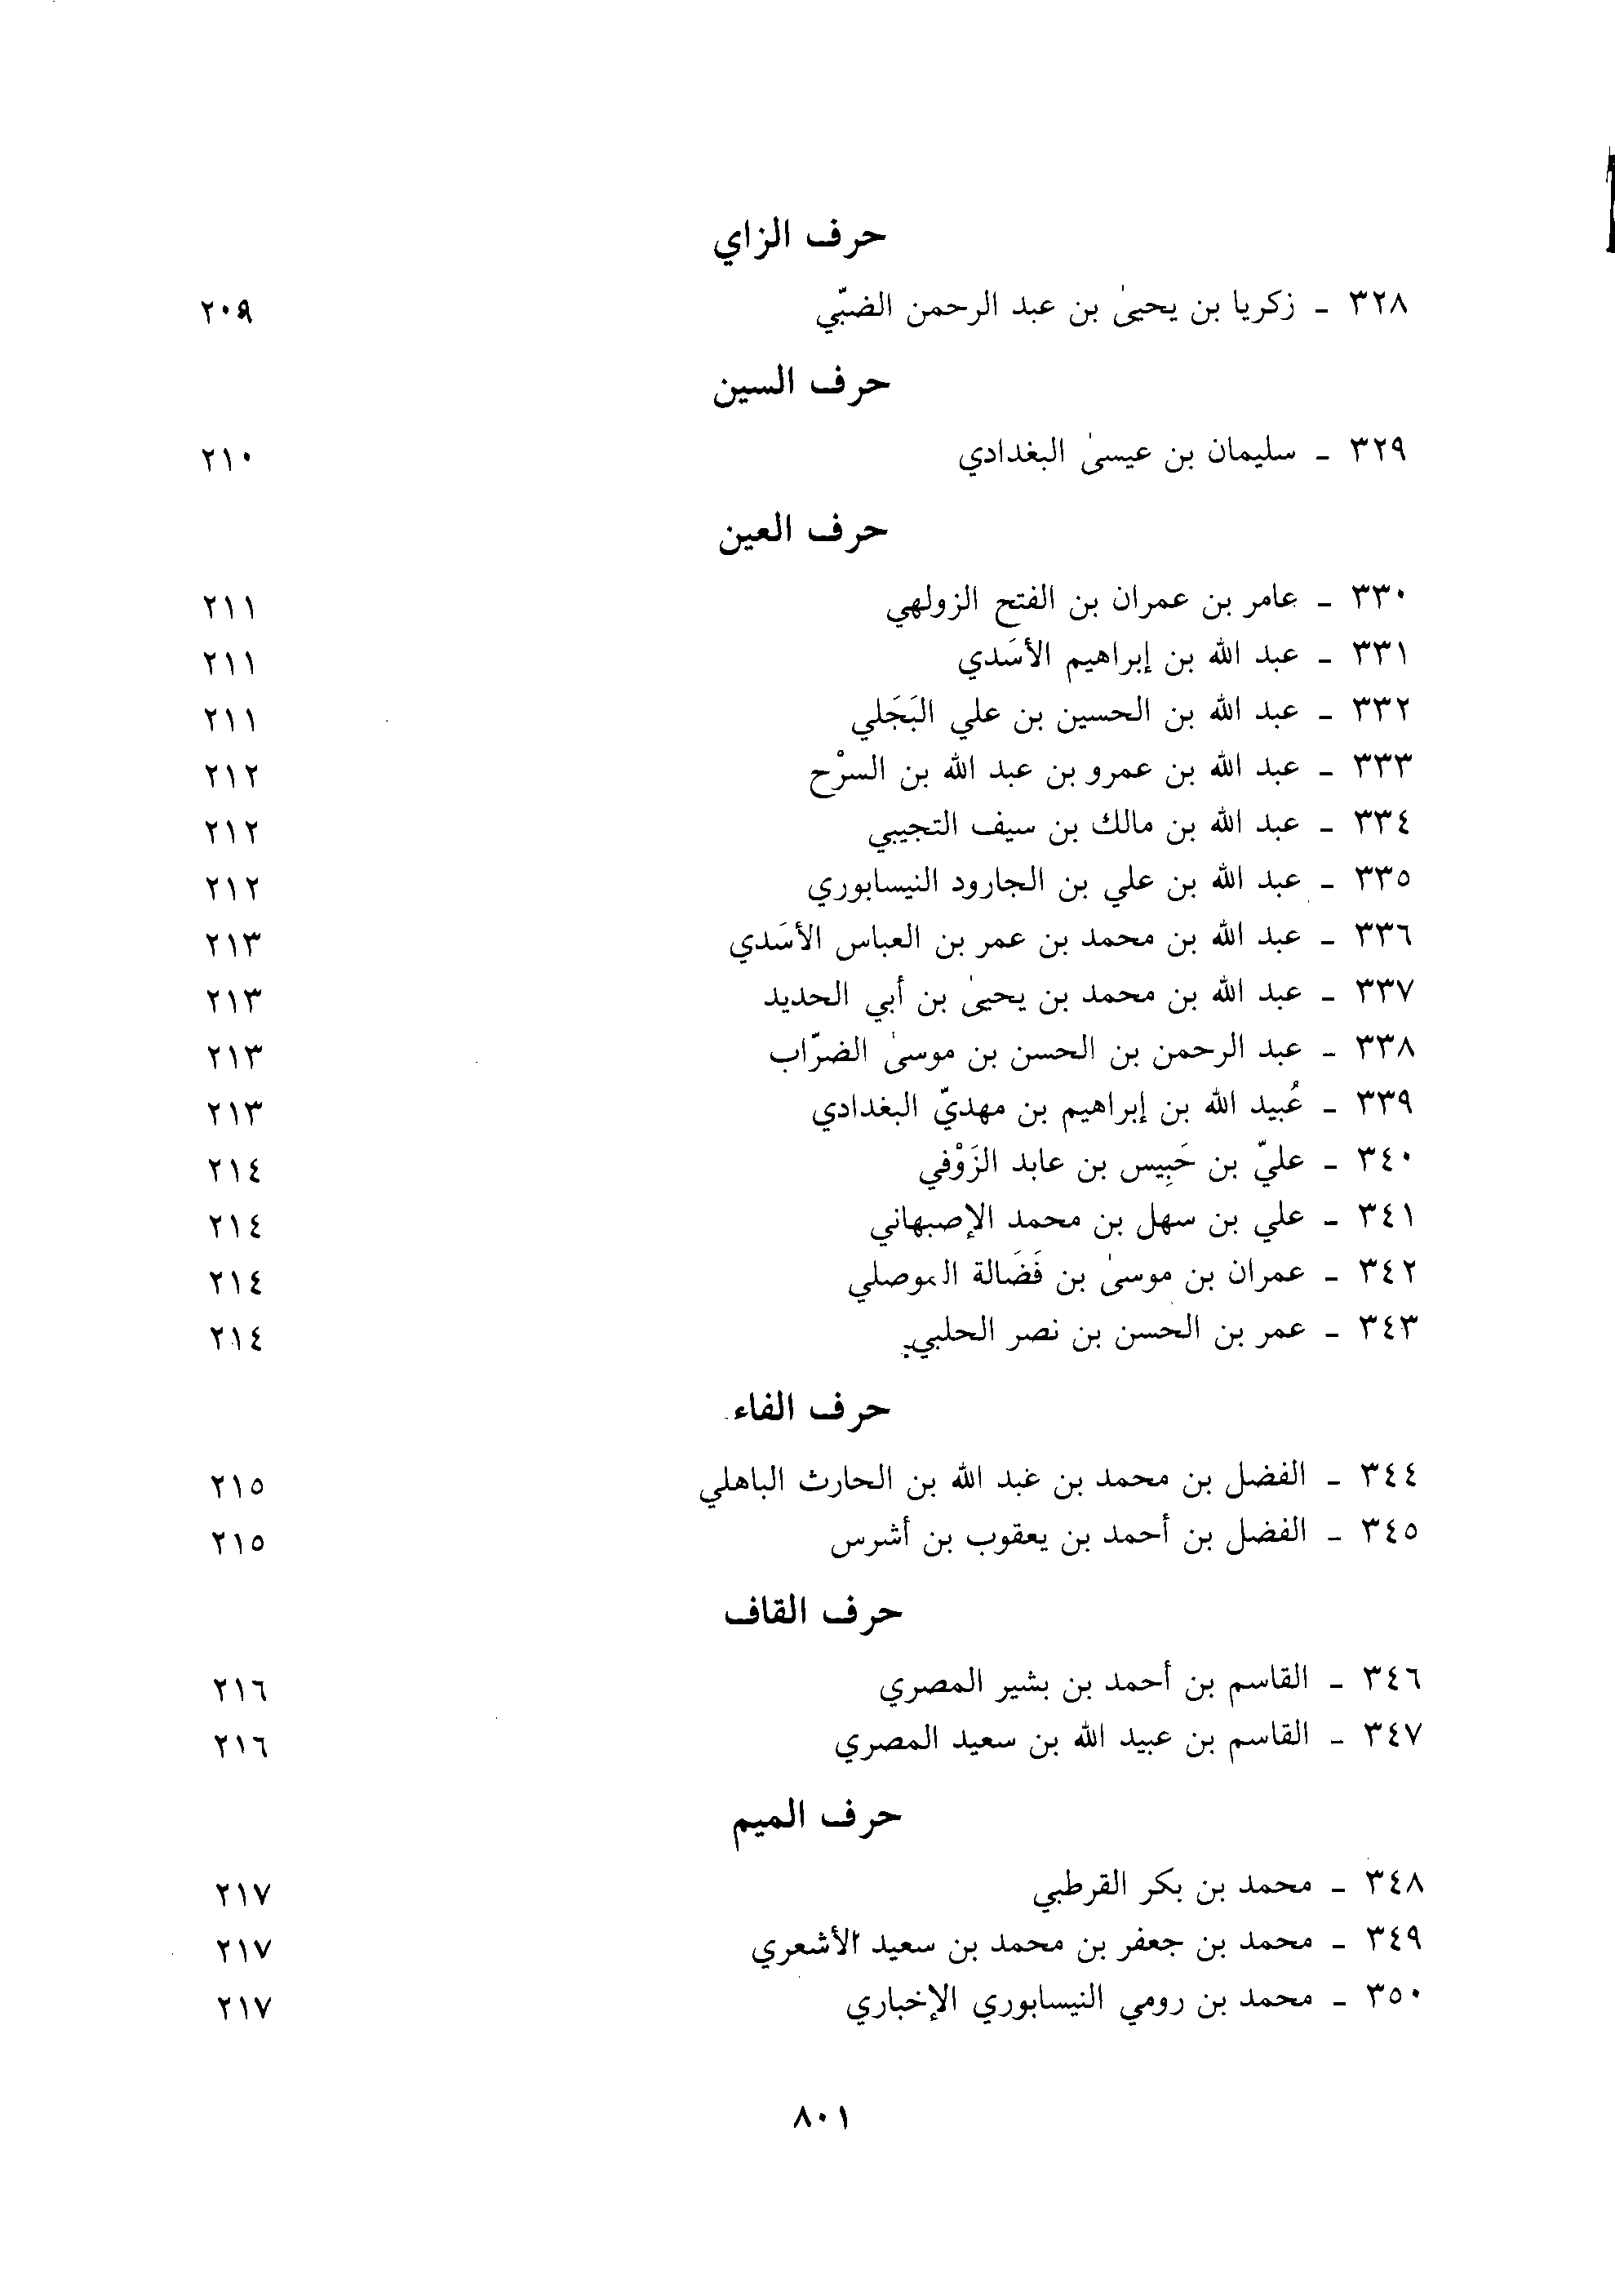 حرف الزاي
٣٢٨ ـ زكريا بن يحيىٰ بن عبد الرحمن الضبّي ٢٠٩
حرف السين
٣٢٩ ـ سليمان بن عيسىٰ البغدادي ٢١٠
حرف العين
٣٣٠ ـ عامر بن عمران بن الفتح الزولهي ٢١١
٣٣١ ـ عبد الله بن إبراهيم الأسَدي ٢١١
٣٣٢ ـ عبد الله بن الحسين بن علي البَجَلي ٢١١
٣٣٣ ـ عبد الله بن عمرو بن عبد الله بن السرْح ٢١٢
٣٣٤ ـ عبد الله بن مالك بن سيف التجيبي ٢١٢
٣٣٥ ـ عبد الله بن علي بن الجارود النيسابوري ٢١٢
٣٣٦ ـ عبد الله بن محمد بن عمر بن العباس الأسَدي ٢١٣
٣٣٧ ـ عبد الله بن محمد بن يحيىٰ بن أبي الحديد ٢١٣
٣٣٨ ـ عبد الرحمن بن الحسن بن موسىٰ الضرّاب ٢١٣
٣٣٩ ـ عُبيد الله بن إبراهيم بن مهديّ البغدادي ٢١٣
٣٤٠ ـ عليّ بن حَبِيس بن عابد الزَوْفي ٢١٤
٣٤١ ـ علي بن سهل بن محمد الإصبهاني ٢١٤
٣٤٢ ـ عمران بن موسىٰ بن فَضَالة الموصلي ٢١٤
٣٤٣ ـ عمر بن الحسن بن نصر الحلبي ٢١٤
حرف الفاء
٣٤٤ ـ الفضل بن محمد بن عبد الله بن الحارث الباهلي ٢١٥
٣٤٥ ـ الفضل بن أحمد بن يعقوب بن أشرس ٢١٥
حرف القاف
٣٤٦ ـ القاسم بن أحمد بن بشير المصري ٢١٦
٣٤٧ ـ القاسم بن عبيد الله بن سعيد المصري ٢١٦
حرف الميم
٣٤٨ ـ محمد بن بكر القرطبي ٢١٧
٣٤٩ ـ محمد بن جعفر بن محمد بن سعيد الأشعري ٢١٧
٣٥٠ ـ محمد بن رومي النيسابوري الإخباري ٢١٧
٨٠١